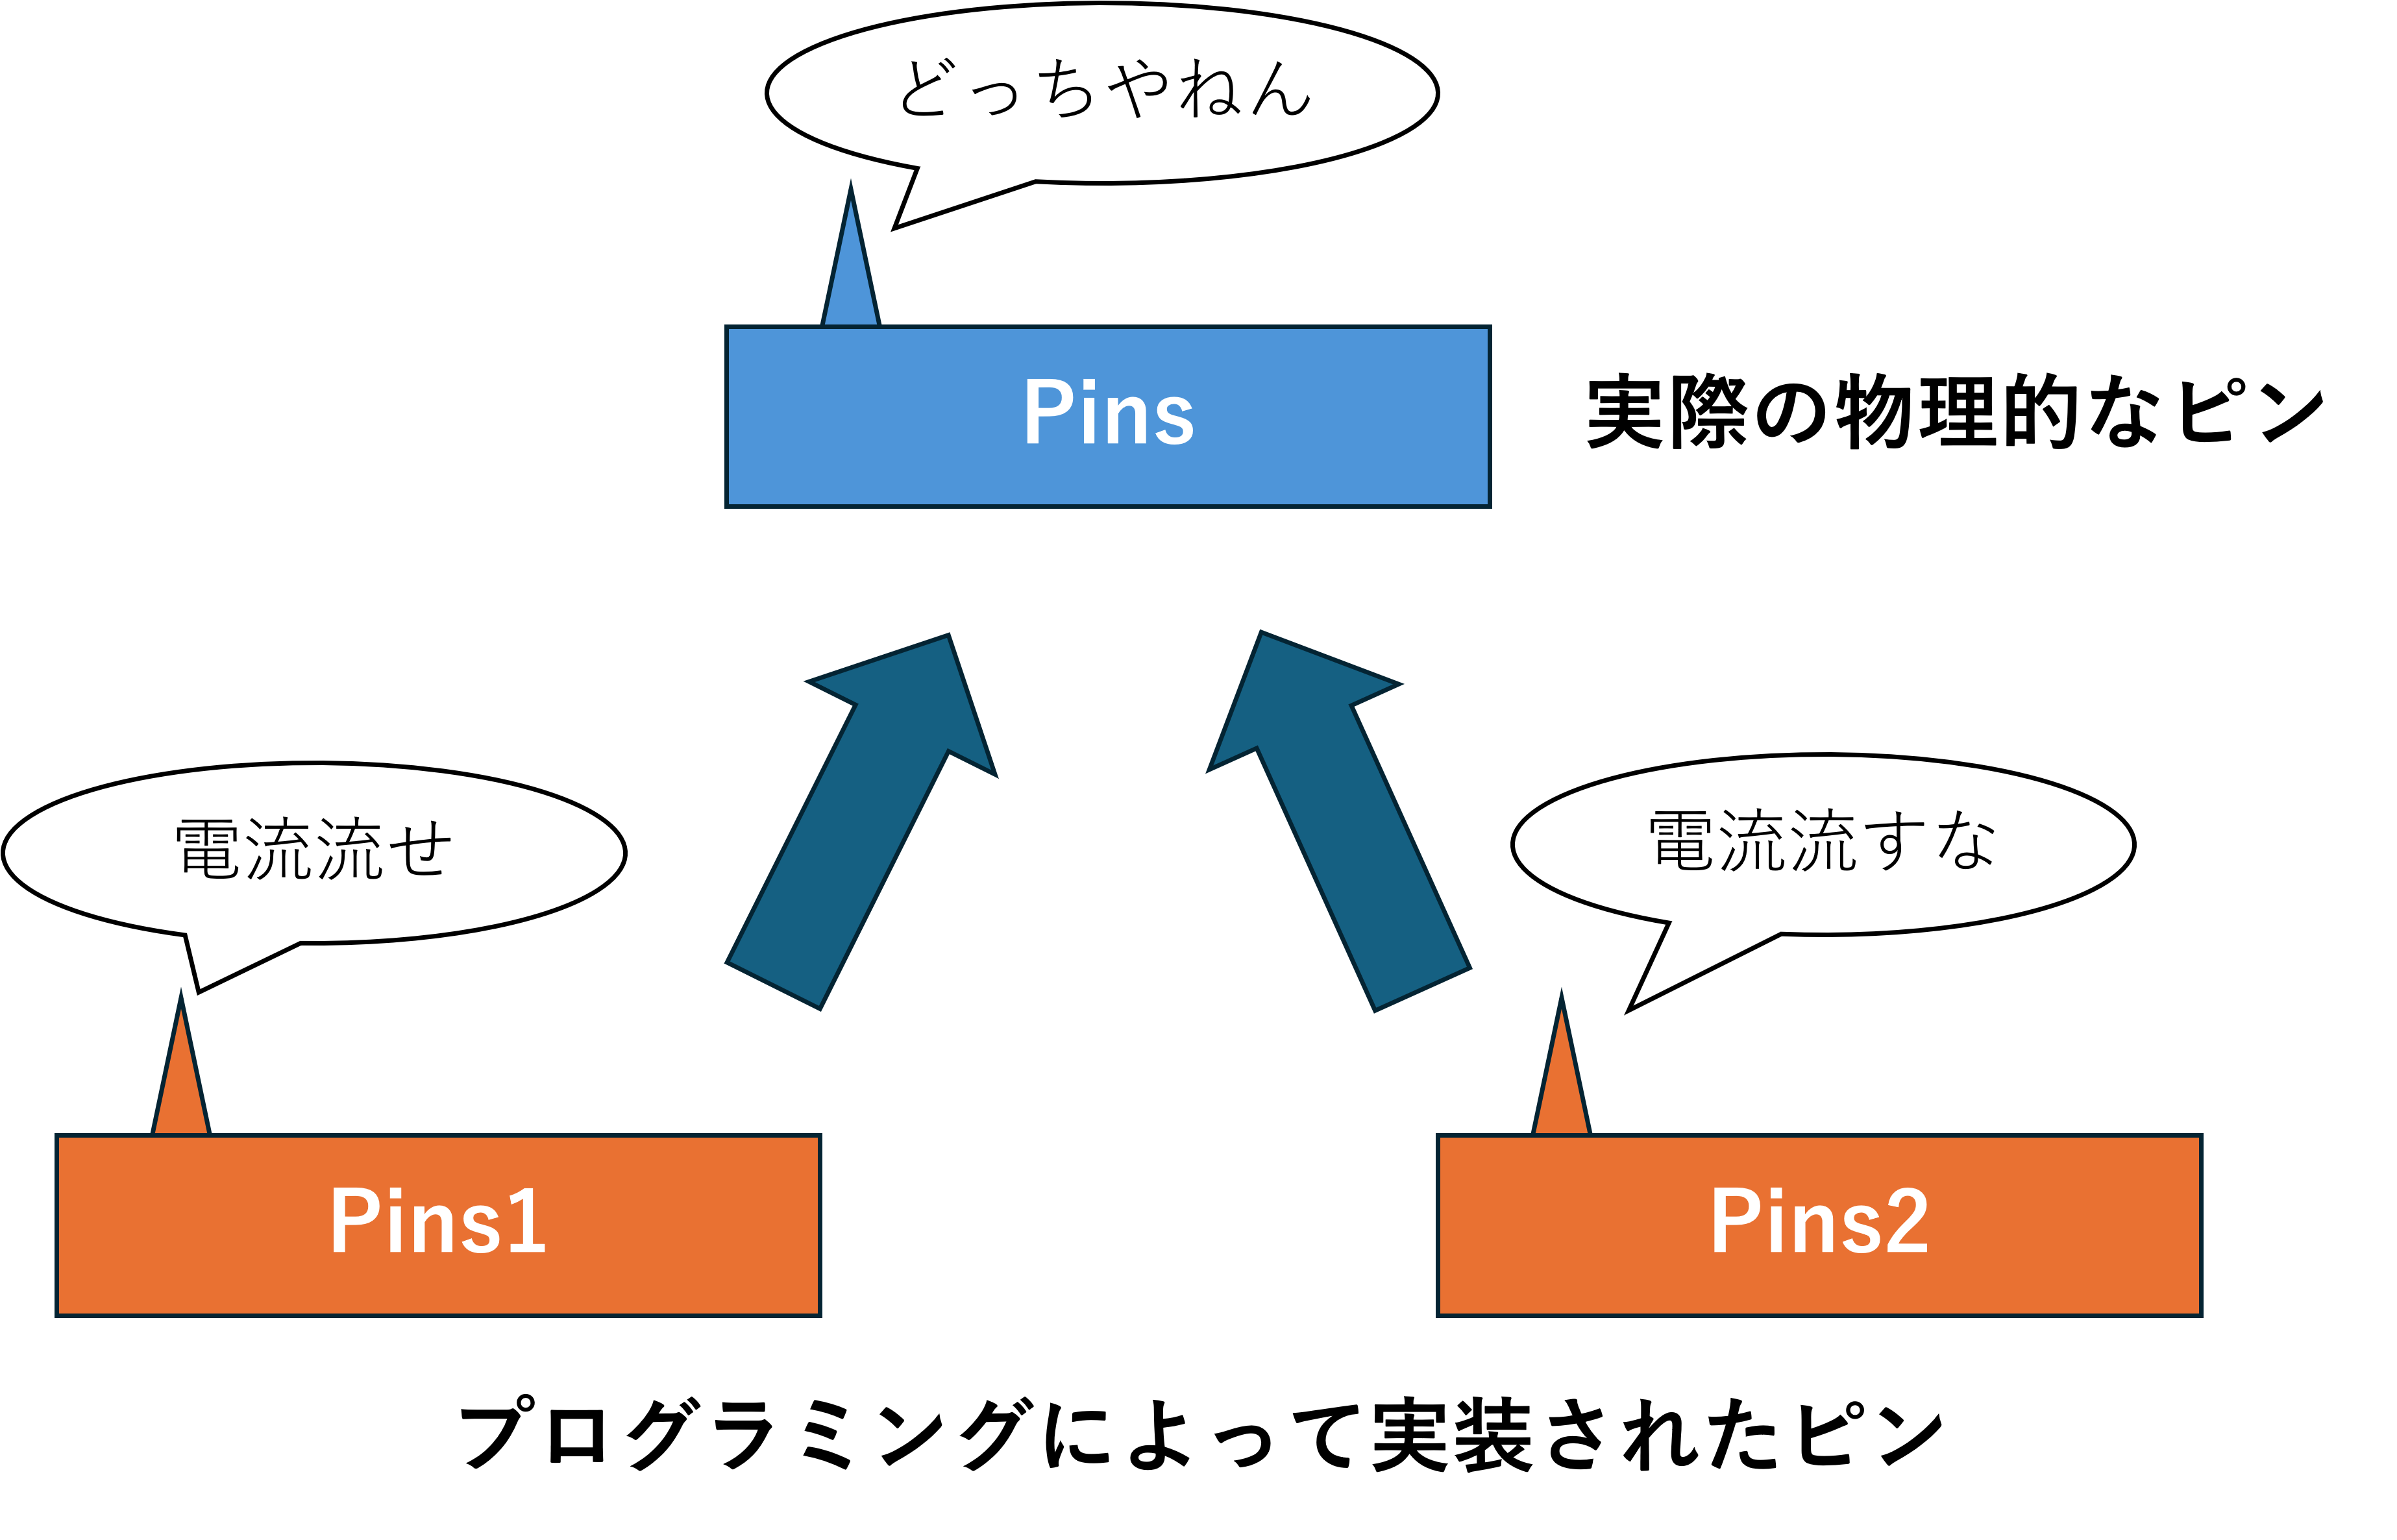 どっちやねん
Pins
実際の物理的なピン
電流流せ
電流流すな
Pins1
Pins2
プログラミングによって実装されたピン